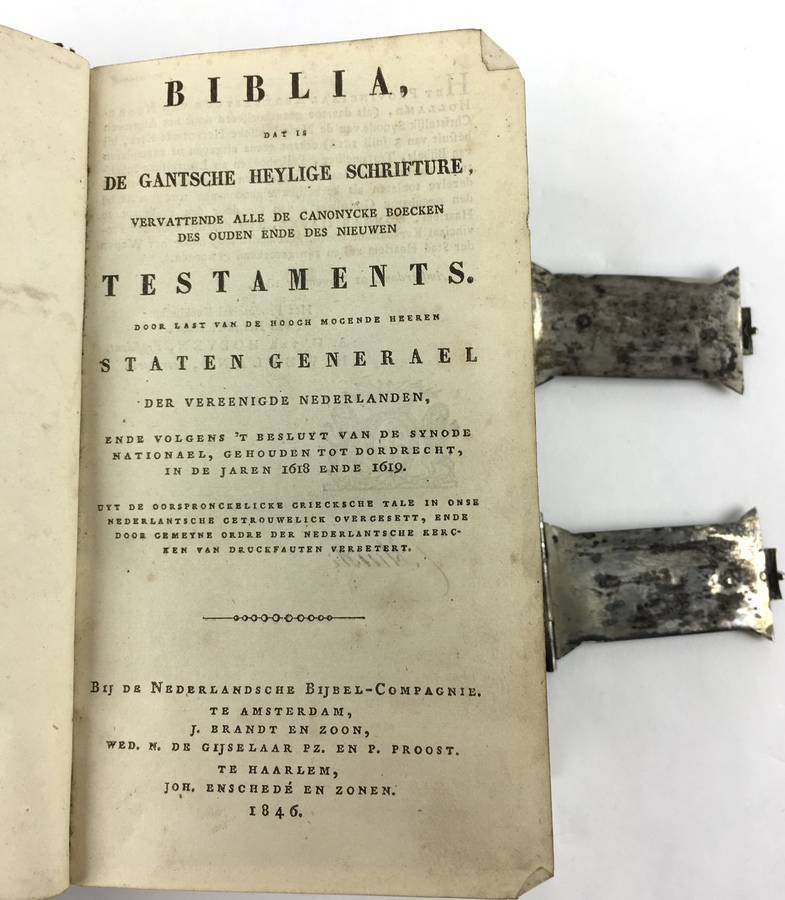 BIBLIA,
DAT IS
DE GANTSCHE HEYLIGE SCHRIFTURE,
VERVATTENDE ALLE DE CANONYCKE BOECKEN
DES OUDEN ENDE DES NIEUWEN
TESTAMENTS.
DOOR LAST VAN DE HOOGH MOGENDE HEEREN
STATEN GENERAEL
DER VEREENIGDE NEDERLANDEN,
ENDE VOLGENS 'T BESLUYT VAN DE SYNODE
NATIONAEL, GEHOUDEN TOT DORDRECHT,
IN DE JAREN 1618 ENDE 1619.
UYT DE OORSPRONCKELICKE GRIECKSCHE TALE IN ONSE
NEDERLANTSCHE GETROUWELICK OVERGESETT, ENDE
DOOR GEMEYNE ORDRE DER NEDERLANTSCHE KERC-
KEN VAN DRUCKFAUTEN VERBETERT.
BIJ DE NEDERLANDSCHE BIJBEL-COMPAGNIE.
TE AMSTERDAM,
J. BRANDT EN ZOON,
WED. N. DE GIJSELAAR PZ. EN P. PROOST.
TE HAARLEM,
JOH. ENSCHEDÉ EN ZONEN.
1846.